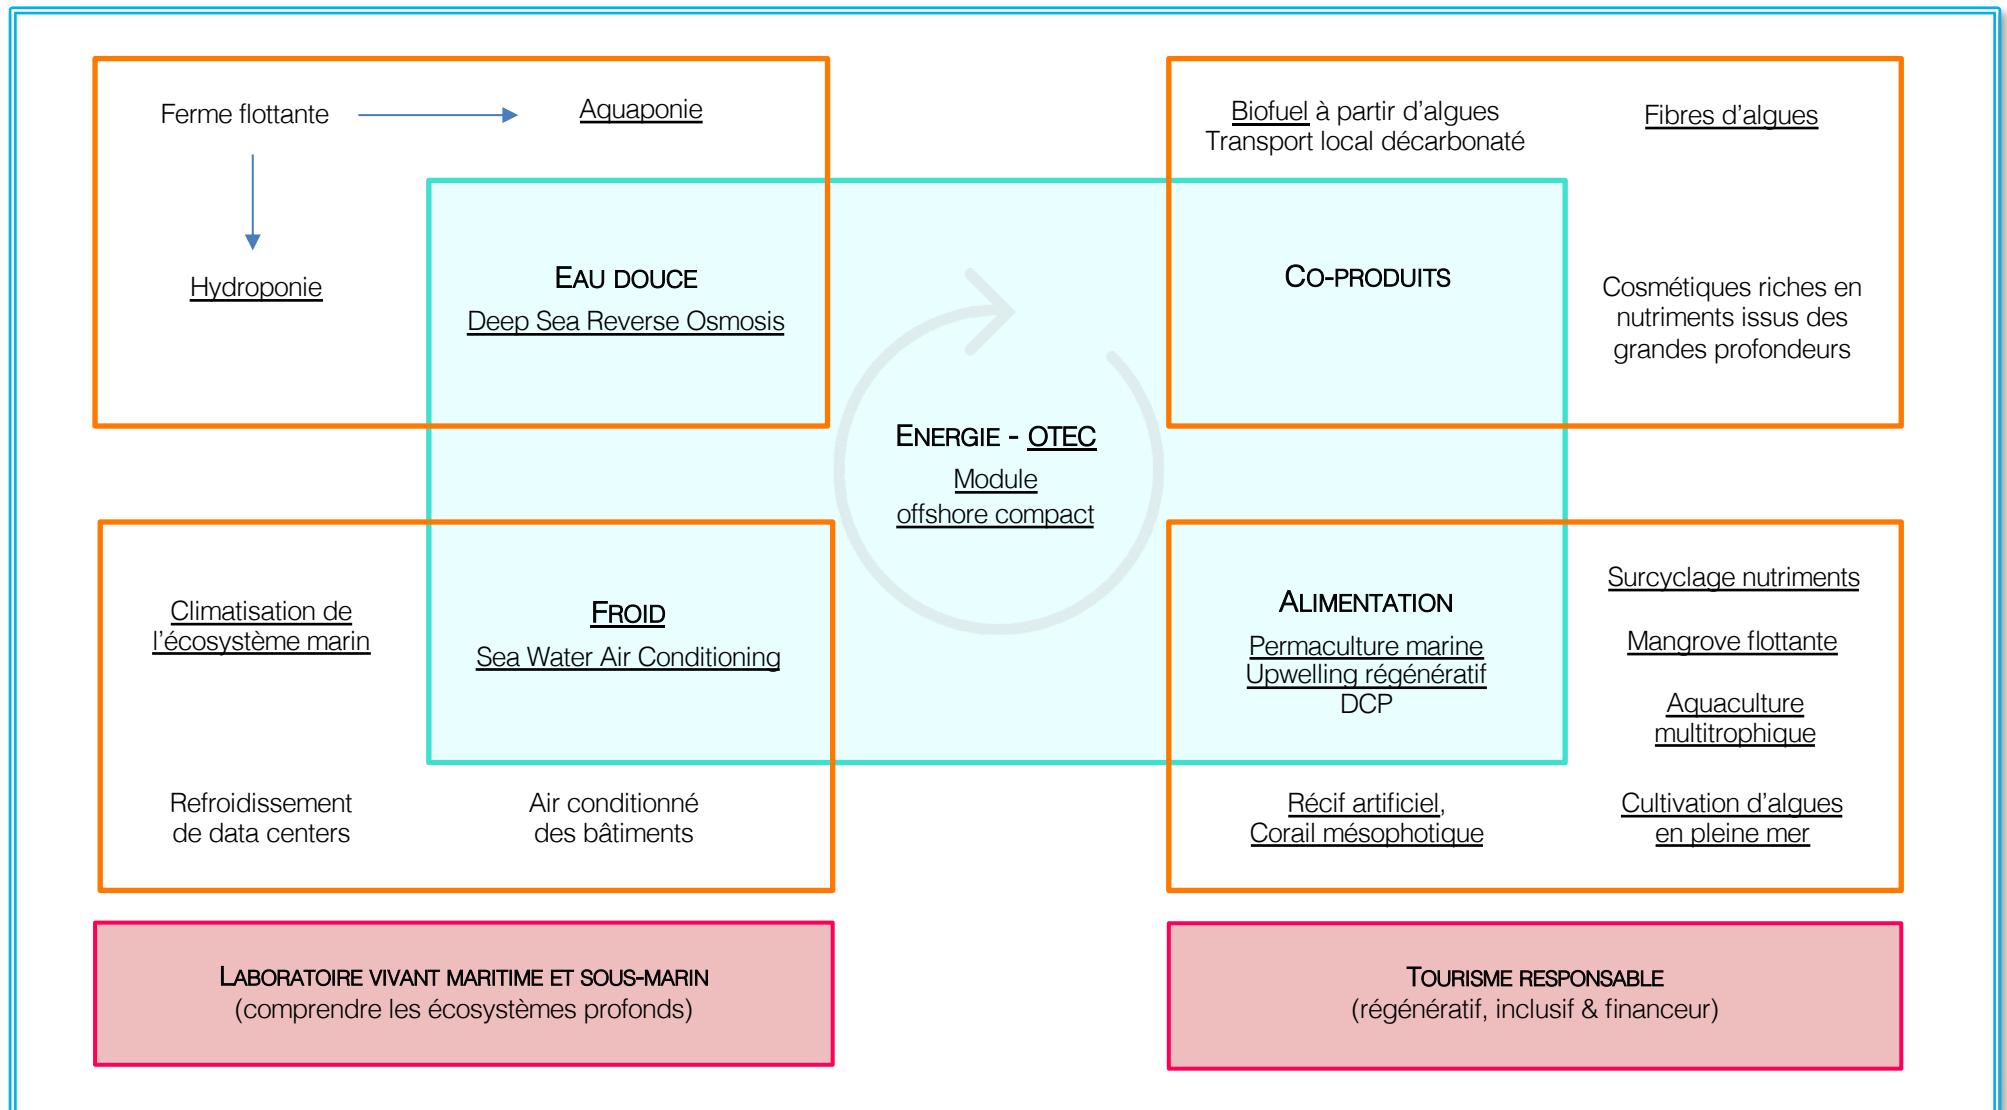 Ferme flottante
Aquaponie
Hydroponie
EAU DOUCE
Deep Sea Reverse Osmosis
Biofuel à partir d'algues
Transport local décarbonaté
Fibres d'algues
CO-PRODUITS
Cosmétiques riches en
nutriments issus des
grandes profondeurs
ENERGIE - OTEC
Module
offshore compact
Climatisation de
l'écosystème marin
FROID
Sea Water Air Conditioning
Refroidissement
de data centers
Air conditionné
des bâtiments
ALIMENTATION
Permaculture marine
Upwelling régénératif
DCP
Surcyclage nutriments
Mangrove flottante
Aquaculture
multitrophique
Récif artificiel,
Corail mésophotique
Cultivation d'algues
en pleine mer
LABORATOIRE VIVANT MARITIME ET SOUS-MARIN
(comprendre les écosystèmes profonds)
TOURISME RESPONSABLE
(régénératif, inclusif & financeur)